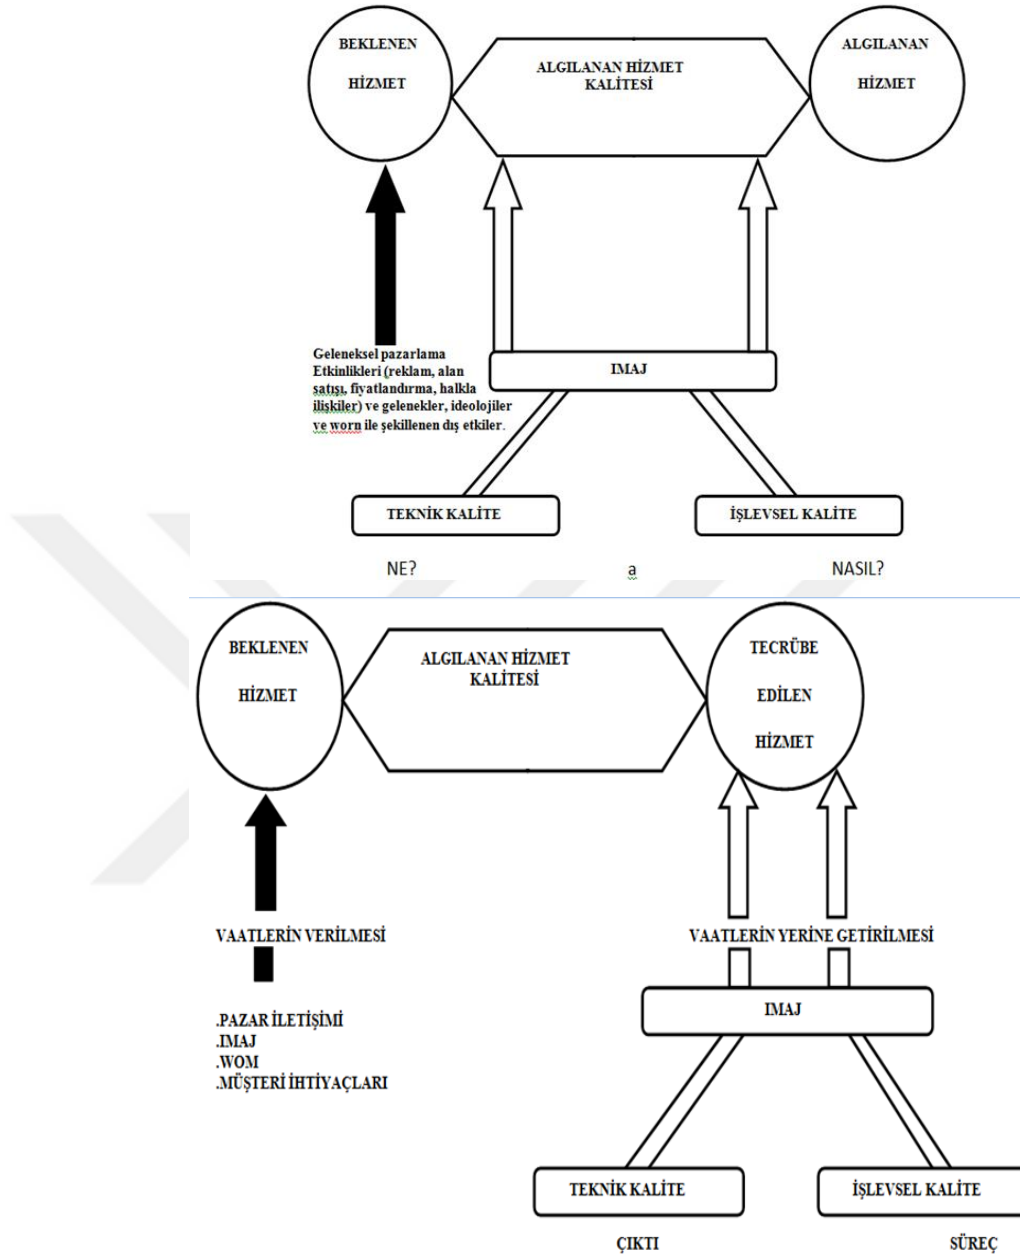 BEKLENEN
HİZMET
ALGILANAN HİZMET
KALİTESİ
ALGILANAN
HİZMET
Geleneksel pazarlama
Etkinlikleri (reklam, alan
satışı, fiyatlandırma, halkla
ilişkiler) ve gelenekler, ideolojiler
ve worn ile şekillenen dış etkiler.
IMAJ
TEKNİK KALİTE
İŞLEVSEL KALİTE
NE?
a
NASIL?
BEKLENEN
HİZMET
ALGILANAN HİZMET
KALİTESİ
TECRÜBE
EDİLEN
HİZMET
VAATLERİN VERİLMESİ
VAATLERİN YERİNE GETİRİLMESİ
.PAZAR İLETİŞİMİ
.IMAJ
.WOM
.MÜŞTERİ İHTİYAÇLARI
IMAJ
TEKNİK KALİTE
İŞLEVSEL KALİTE
ÇIKTI
SÜREÇ